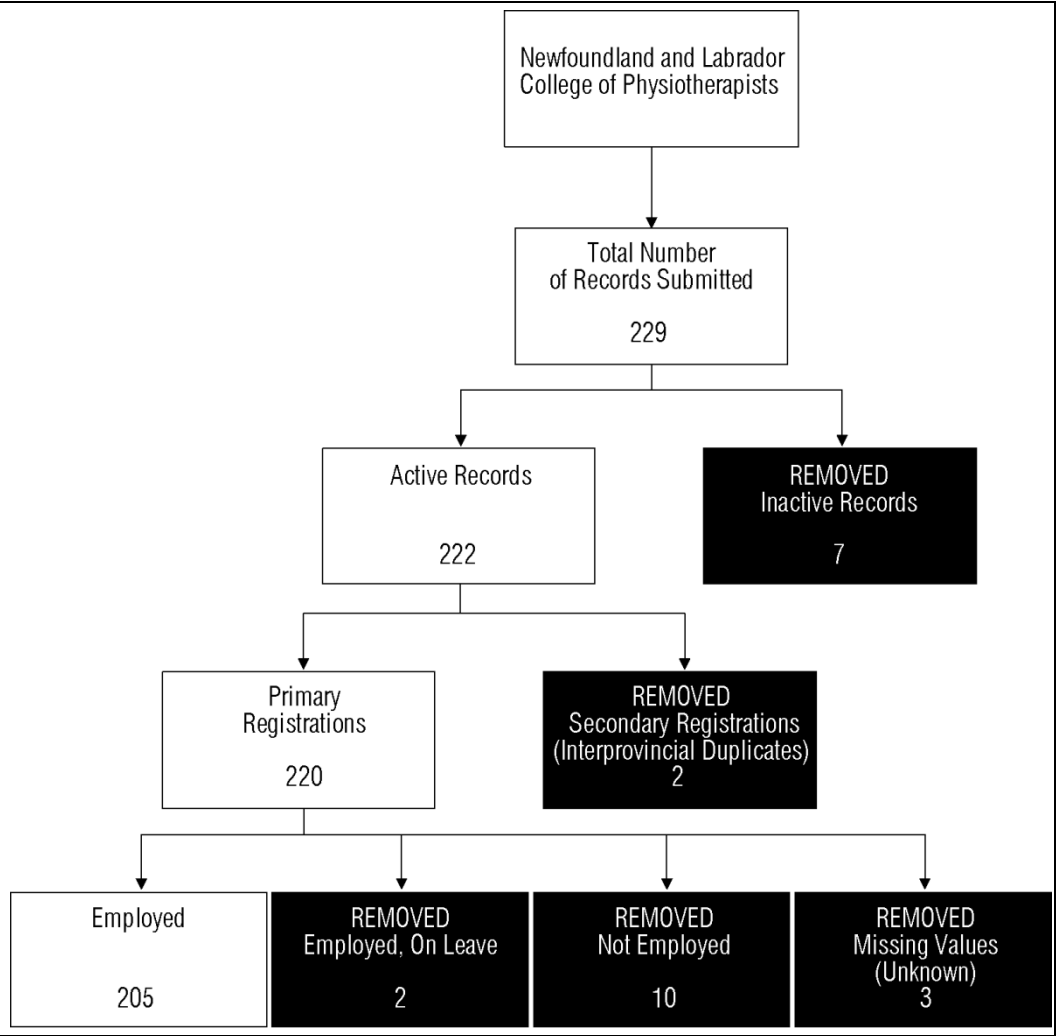 Newfoundland and Labrador
College of Physiotherapists
Total Number
of Records Submitted
229
Active Records
222
REMOVED
Inactive Records
7
Primary
Registrations
220
REMOVED
Secondary Registrations
(Interprovincial Duplicates)
2
Employed
205
REMOVED
Employed, On Leave
2
REMOVED
Not Employed
10
REMOVED
Missing Values
(Unknown)
3